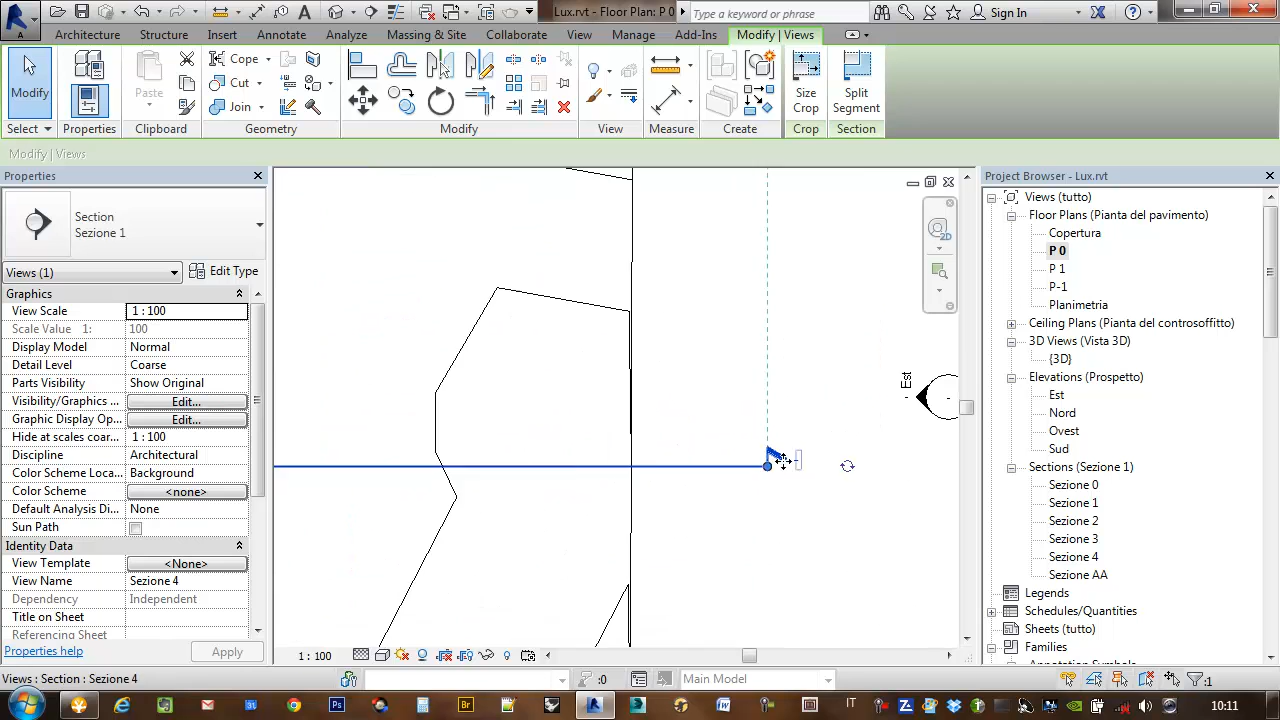 Lux.rvt - Floor Plan: P 0
Type a keyword or phrase
Sign In
Architecture Structure Insert Annotate Analyze Massing & Site Collaborate View Manage Add-Ins Modify | Views
Modify
Paste
Cope
Cut
Join
Size Crop
Split Segment
Select Properties Clipboard Geometry Modify View Measure Create Crop Section
Modify | Views
Properties
Section
Sezione 1
Views (1)
Edit Type
Graphics
View Scale 1 : 100
Scale Value 1: 100
Display Model Normal
Detail Level Coarse
Parts Visibility Show Original
Visibility/Graphics ... Edit...
Graphic Display Op... Edit...
Hide at scales coar... 1 : 100
Discipline Architectural
Color Scheme Loca... Background
Color Scheme <none>
Default Analysis Di... None
Sun Path
Identity Data
View Template <None>
View Name Sezione 4
Dependency Independent
Title on Sheet
Referencing Sheet
Properties help
Apply
Est
2D
1 : 100
Project Browser - Lux.rvt
Views (tutto)
Floor Plans (Pianta del pavimento)
Copertura
P 0
P 1
P-1
Planimetria
Ceiling Plans (Pianta del controsoffitto)
3D Views (Vista 3D)
{3D}
Elevations (Prospetto)
Est
Nord
Ovest
Sud
Sections (Sezione 1)
Sezione 0
Sezione 1
Sezione 2
Sezione 3
Sezione 4
Sezione AA
Legends
Schedules/Quantities
Sheets (tutto)
Families
Annotation Symbols
Views : Section : Sezione 4
:0
Main Model
:1
IT
10:11